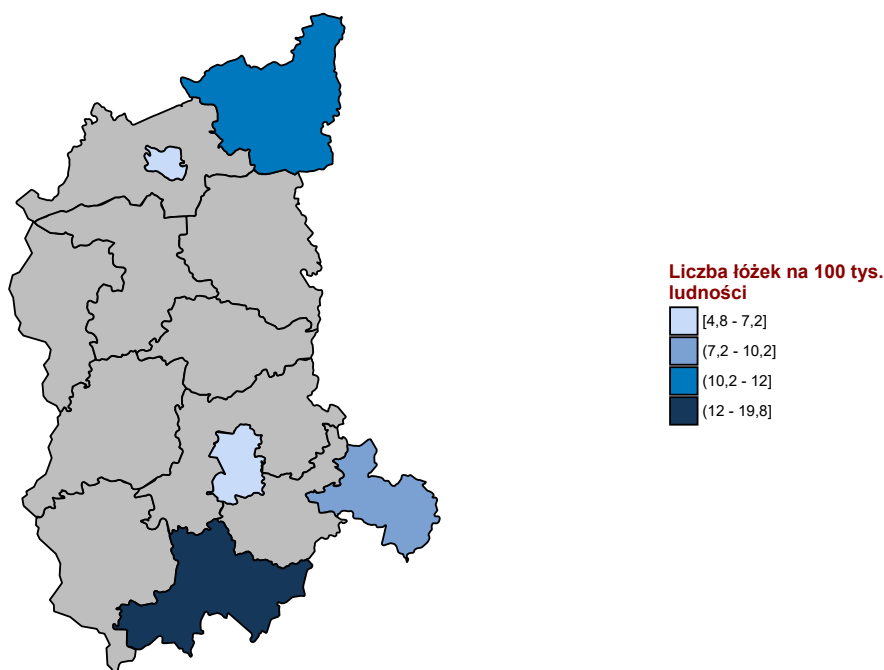 Liczba łóżek na 100 tys.
ludności
[4,8 - 7,2]
(7,2 - 10,2]
(10,2 - 12]
(12 - 19,8]